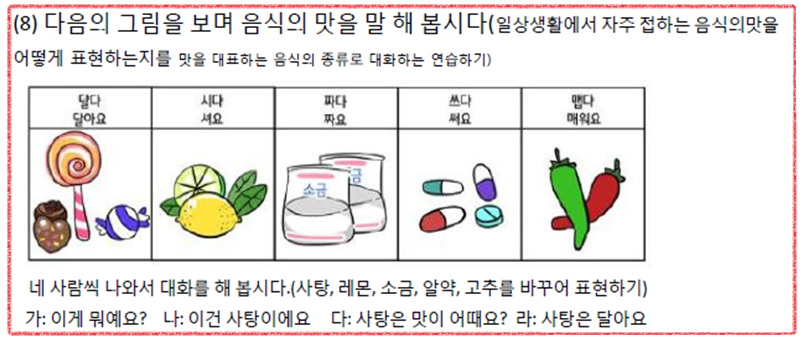 (8) 다음의 그림을 보며 음식의 맛을 말 해 봅시다(일상생활에서 자주 접하는 음식의맛을
어떻게 표현하는지를 맛을 대표하는 음식의 종류로 대화하는 연습하기)
달다 시다 짜다 쓰다 맵다
달아요 셔요 짜요 써요 매워요
소금 금
네 사람씩 나와서 대화를 해 봅시다.(사탕, 레몬, 소금, 알약, 고추를 바꾸어 표현하기)
가: 이게 뭐예요? 나: 이건 사탕이에요 다: 사탕은 맛이 어때요? 라: 사탕은 달아요